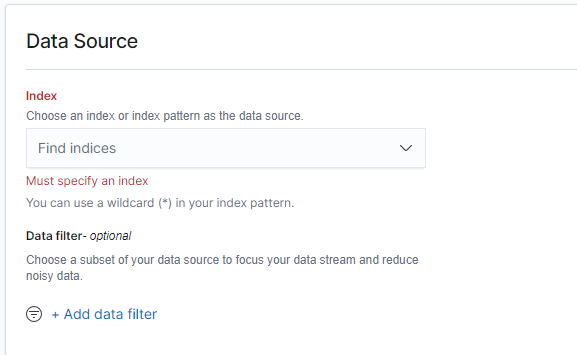 Data Source
Index
Choose an index or index pattern as the data source.
Find indices
Must specify an index
You can use a wildcard (*) in your index pattern.
Data filter- optional
Choose a subset of your data source to focus your data stream and reduce
noisy data.
+ Add data filter